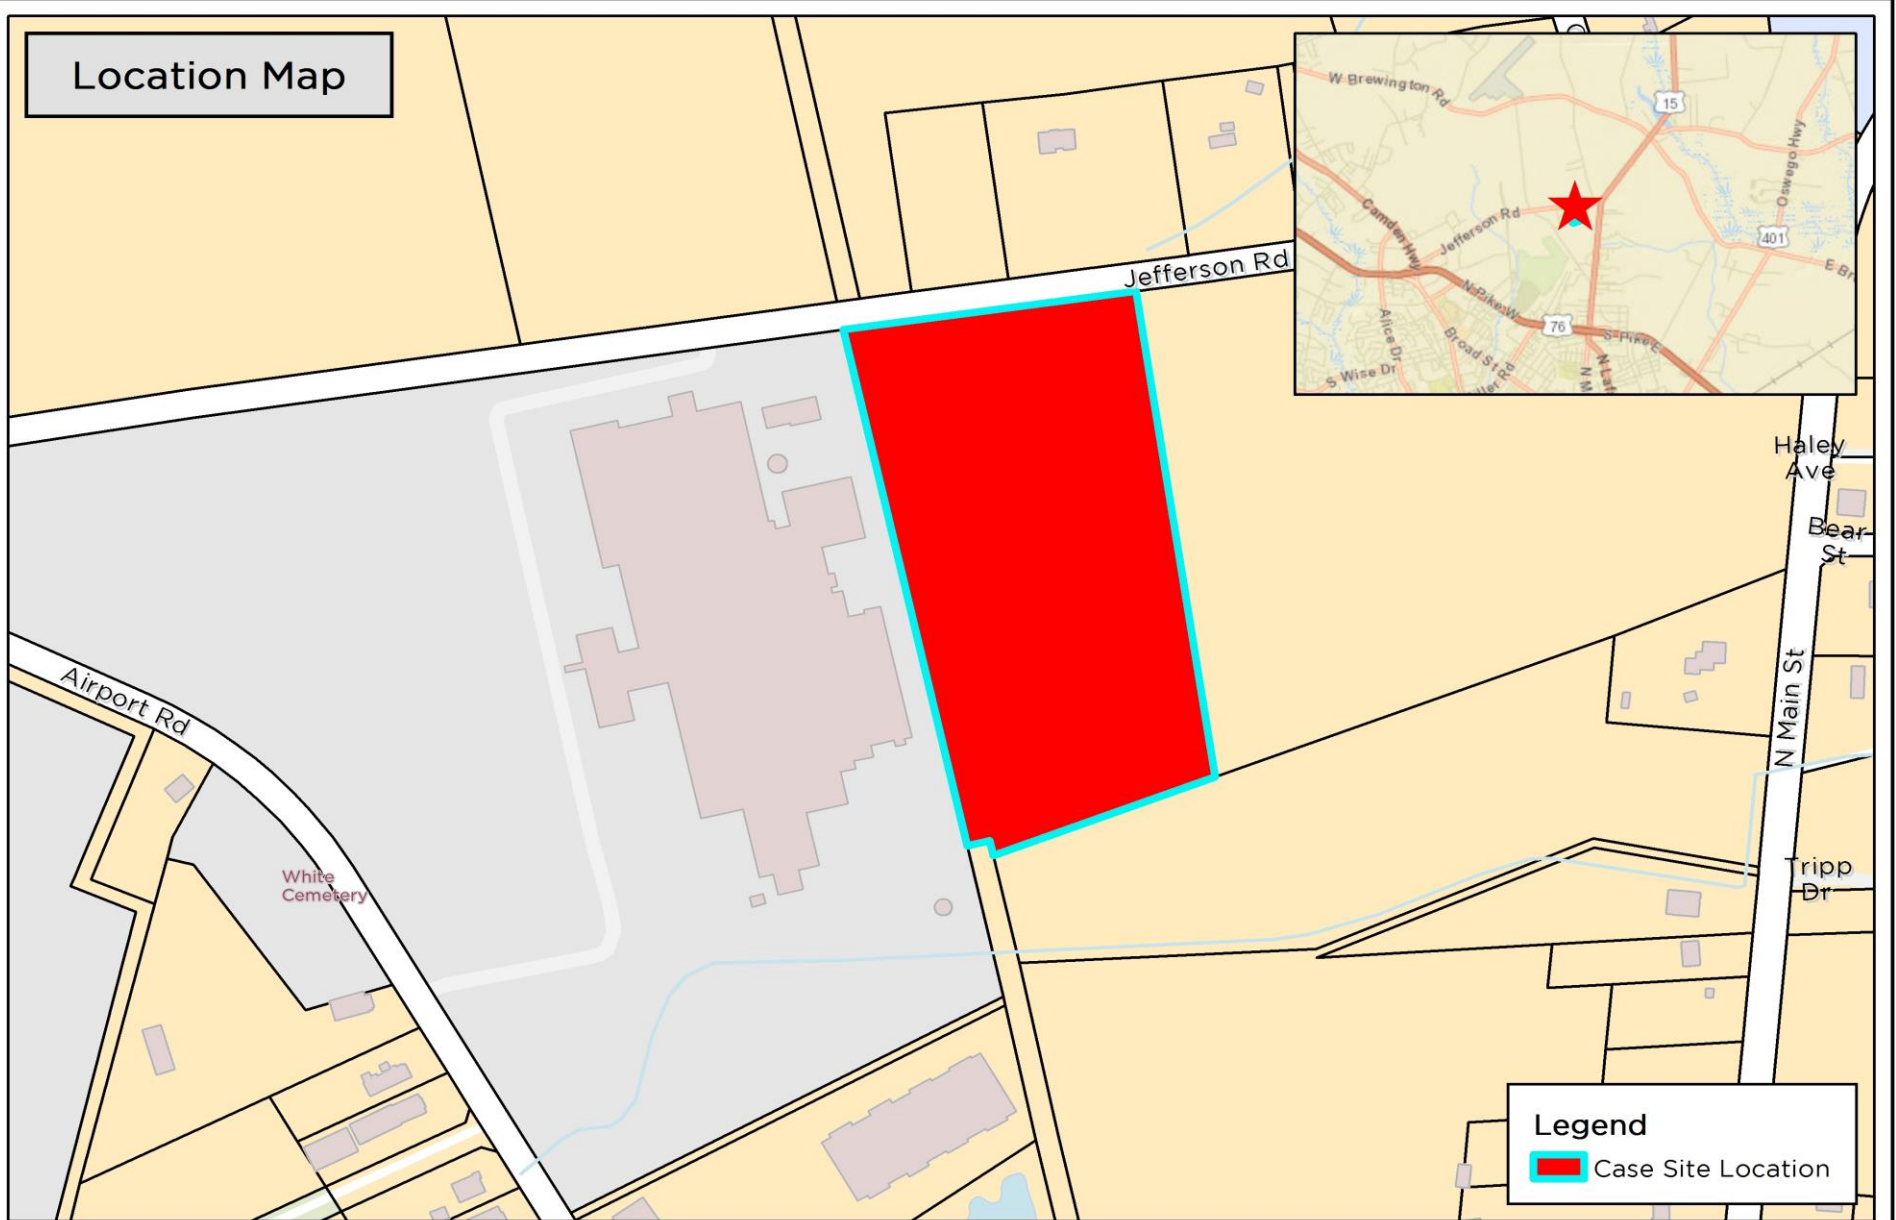 Location Map
W Brewington Rd
15
Oswego Hwy
Camden Hwy
Jefferson Rd
401
N Pike W
76
S Pike E
Alice Dr
Broad St
S Wise Dr
Jefferson Rd
Haley
Ave
Bear
St
Airport Rd
N Main St
White
Cemetery
Tripp
Dr
Legend
Case Site Location